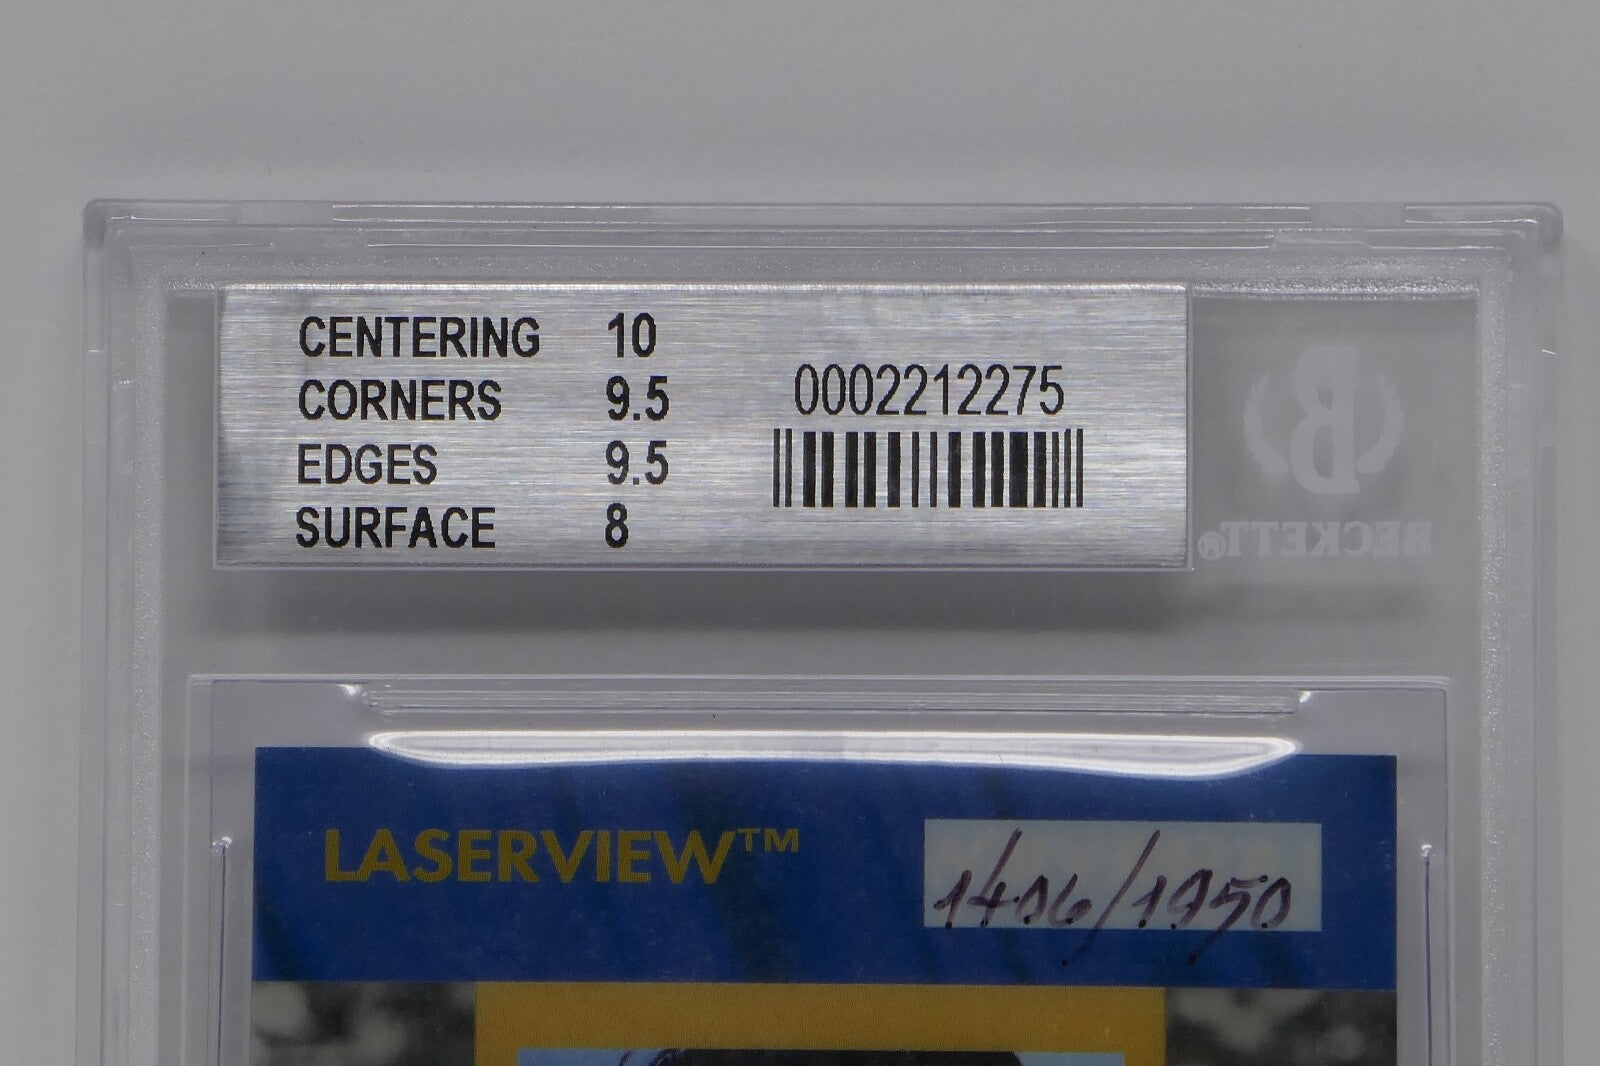 CENTERING 10
CORNERS 9.5
EDGES 9.5
SURFACE 8
0002212275
BECKETT®
LASERVIEW™
1406/1950